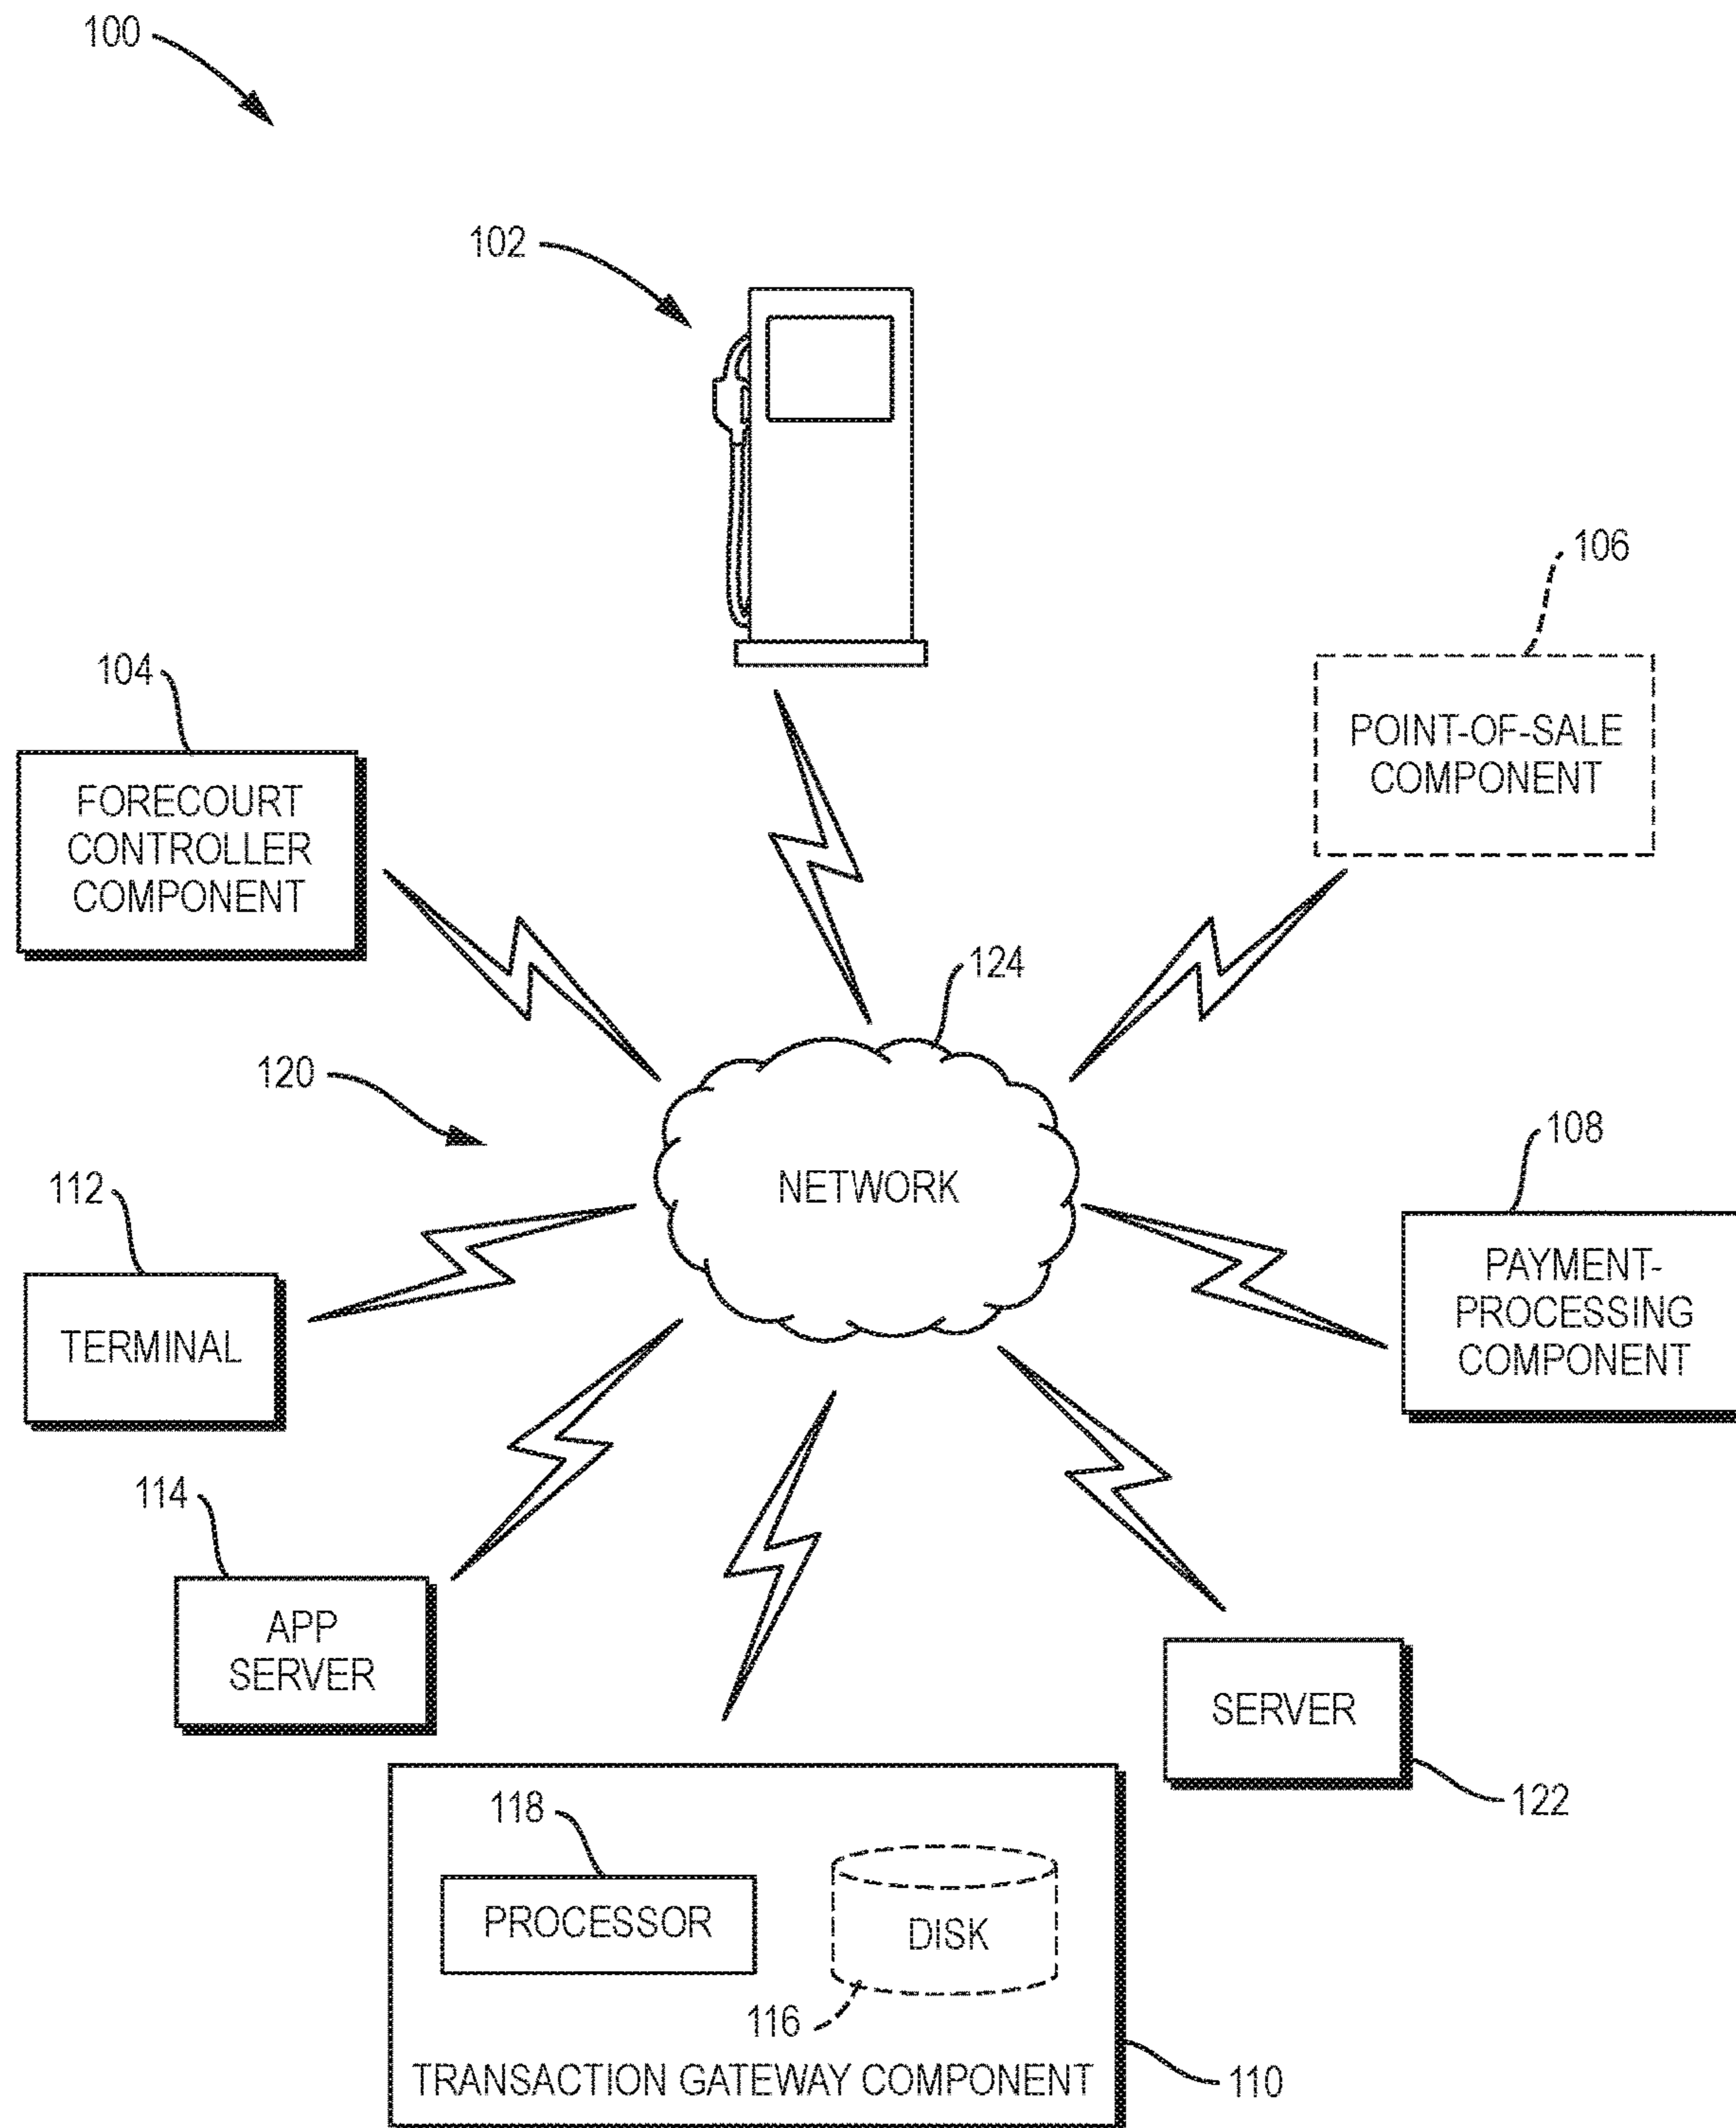 100
102
106
POINT-OF-SALE
COMPONENT
104
FORECOURT
CONTROLLER
COMPONENT
124
120
NETWORK
108
PAYMENT-
PROCESSING
COMPONENT
112
TERMINAL
114
APP
SERVER
SERVER
122
118
PROCESSOR
DISK
116
TRANSACTION GATEWAY COMPONENT
110